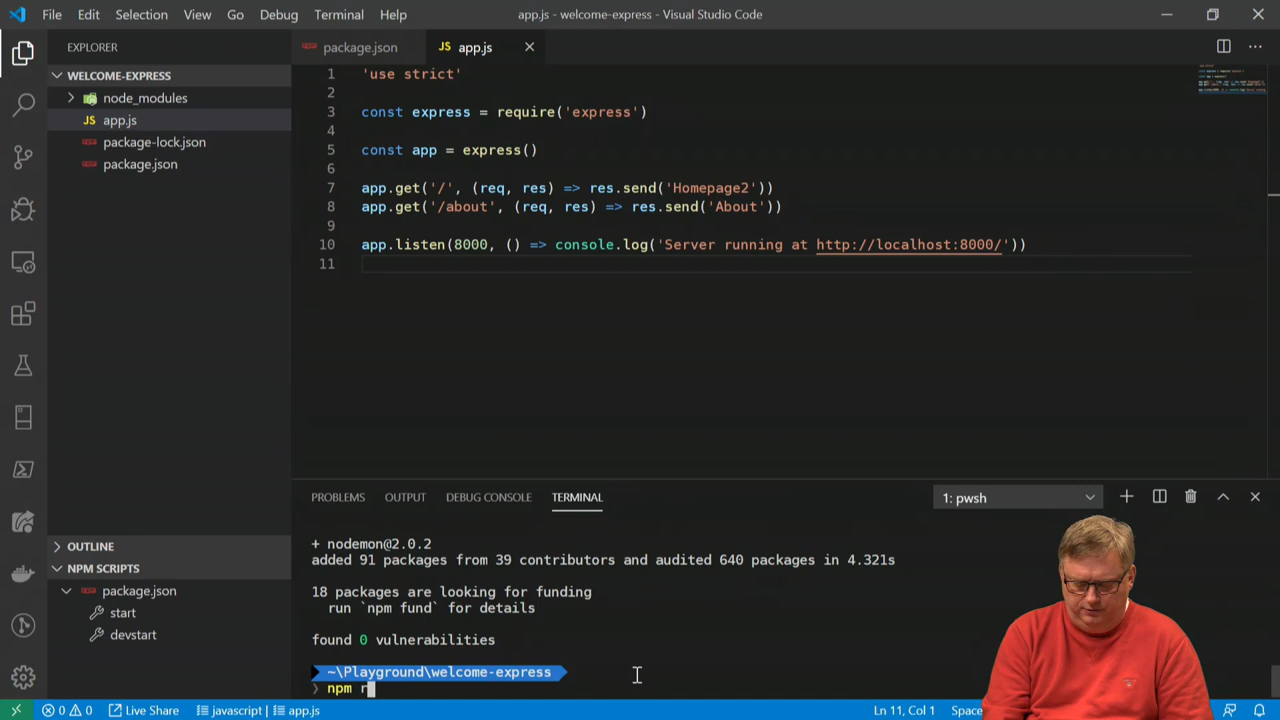 File Edit Selection View Go Debug Terminal Help
app.js - welcome-express - Visual Studio Code
EXPLORER
WELCOME-EXPRESS
node_modules
JS app.js
package-lock.json
package.json
OUTLINE
NPM SCRIPTS
package.json
start
devstart
package.json
JS app.js
1 'use strict'
2
3 const express = require('express')
4
5 const app = express()
6
7 app.get('/', (req, res) => res.send('Homepage2'))
8 app.get('/about', (req, res) => res.send('About'))
9
10 app.listen(8000, () => console.log('Server running at http://localhost:8000/'))
11
PROBLEMS OUTPUT DEBUG CONSOLE TERMINAL
1: pwsh
+ nodemon@2.0.2
added 91 packages from 39 contributors and audited 640 packages in 4.321s
18 packages are looking for funding
run `npm fund` for details
found 0 vulnerabilities
~\Playground\welcome-express
❯ npm r
0 0 Live Share javascript | app.js
Ln 11, Col 1 Space